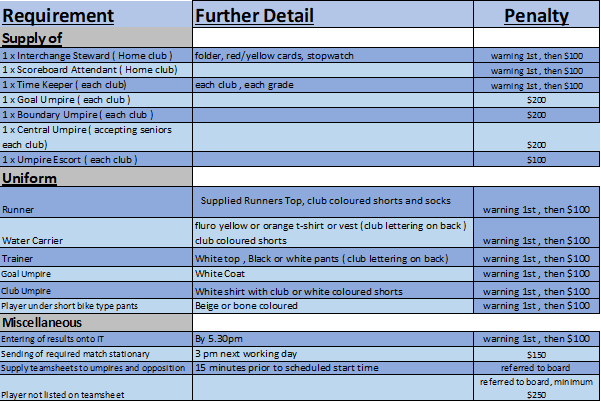 Requirement Further Detail Penalty
Supply of
1 x Interchange Steward ( Home club ) folder, red/yellow cards, stopwatch warning 1st , then $100
1 x Scoreboard Attendant ( Home club) warning 1st , then $100
1 x Time Keeper ( each club) each club , each grade warning 1st , then $100
1 x Goal Umpire ( each club ) $200
1 x Boundary Umpire ( each club ) $200
1 x Central Umpire ( accepting seniors
each club) $200
1 x Umpire Escort ( each club ) $100
Uniform
Runner Supplied Runners Top, club coloured shorts and socks warning 1st , then $100
fluro yellow or orange t-shirt or vest ( club lettering on back )
Water Carrier club coloured shorts warning 1st , then $100
Trainer White top , Black or white pants ( club lettering on back) warning 1st , then $100
Goal Umpire White Coat warning 1st , then $100
Club Umpire White shirt with club or white coloured shorts warning 1st , then $100
Player under short bike type pants Beige or bone coloured warning 1st , then $100
Miscellaneous
Entering of results onto IT By 5.30pm warning 1st , then $100
Sending of required match stationary 3 pm next working day $150
Supply teamsheets to umpires and opposition 15 minutes prior to scheduled start time referred to board
referred to board, minimum
Player not listed on teamsheet $250